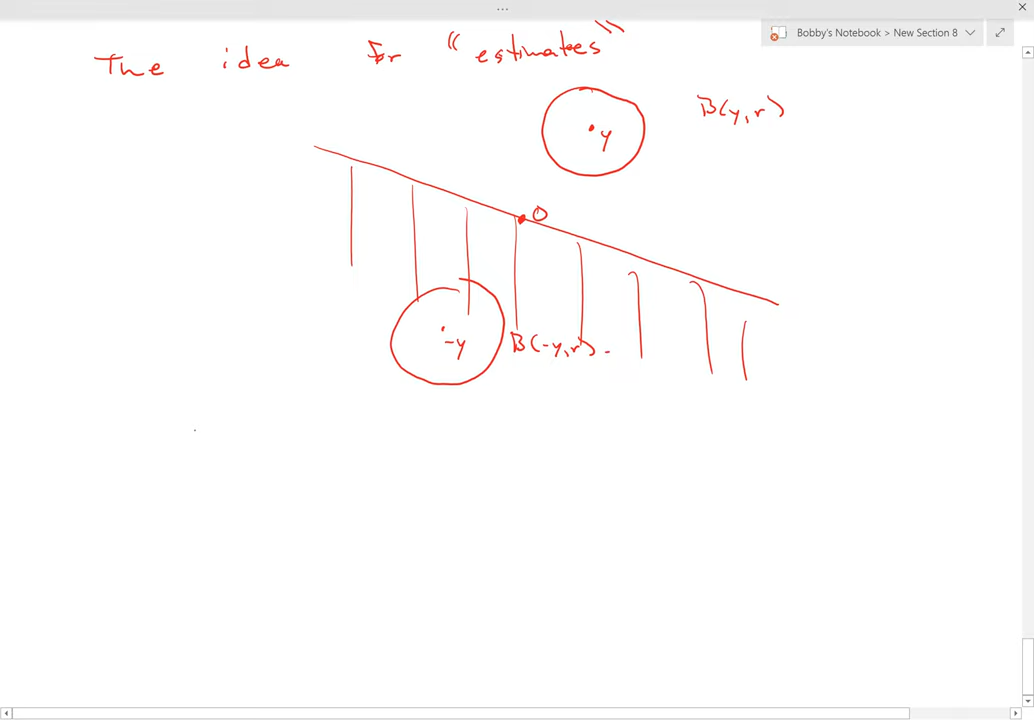 Bobby's Notebook > New Section 8
The idea for "estimates"
B(y,r)
y
0
-y
B(-y,r).